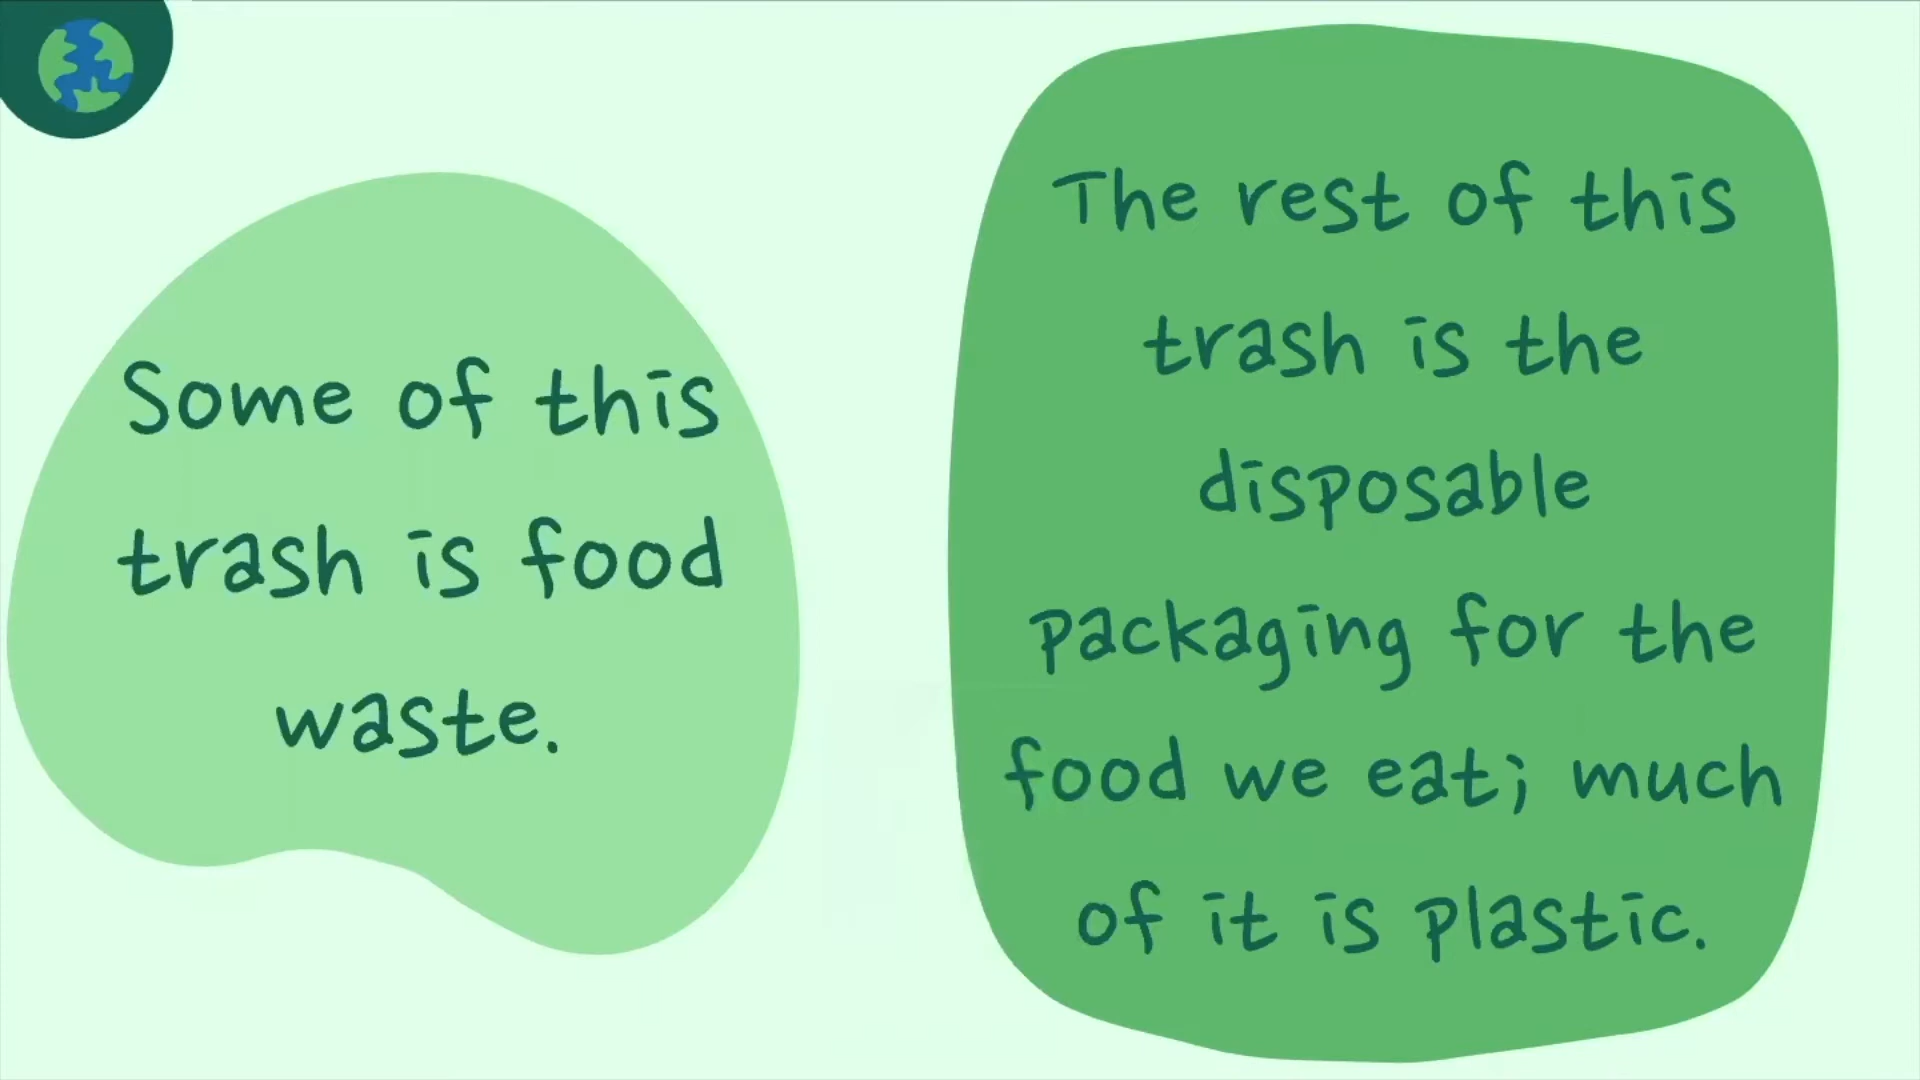 Some of this
trash is food
waste.
The rest of this
trash is the
disposable
packaging for the
food we eat; much
of it is plastic.